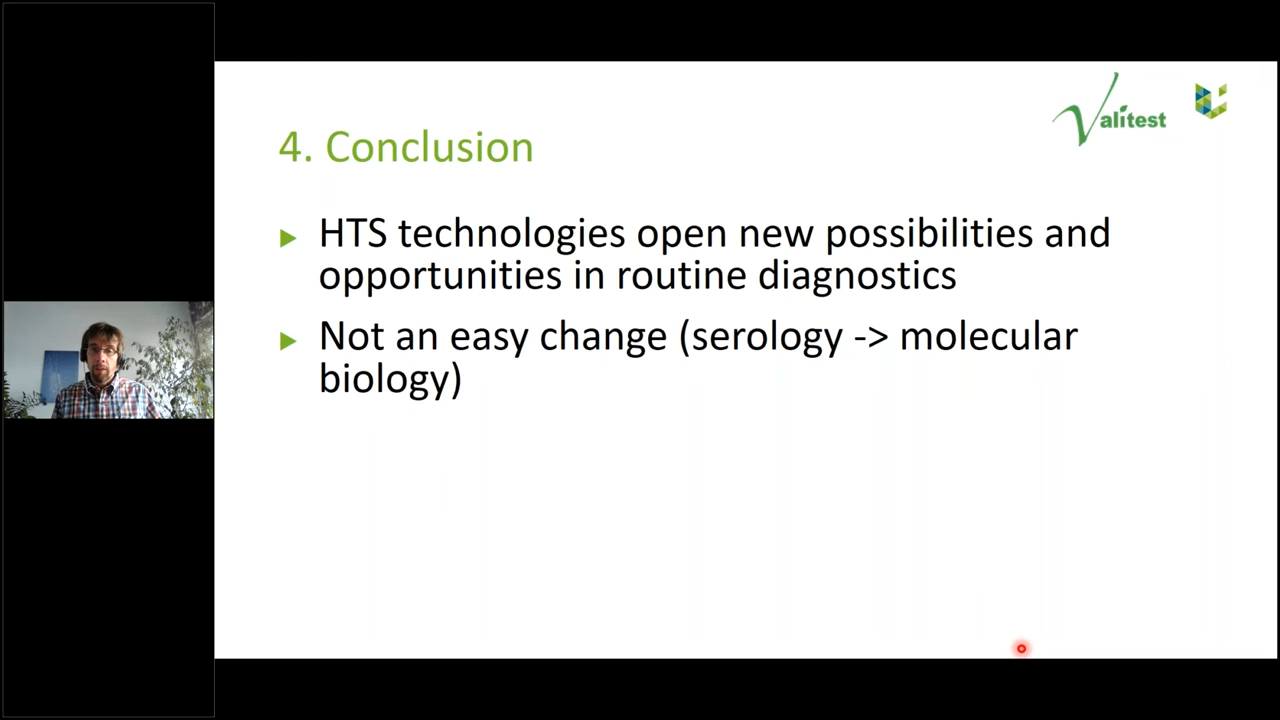 Valitest
4. Conclusion
HTS technologies open new possibilities and
opportunities in routine diagnostics
Not an easy change (serology -> molecular
biology)